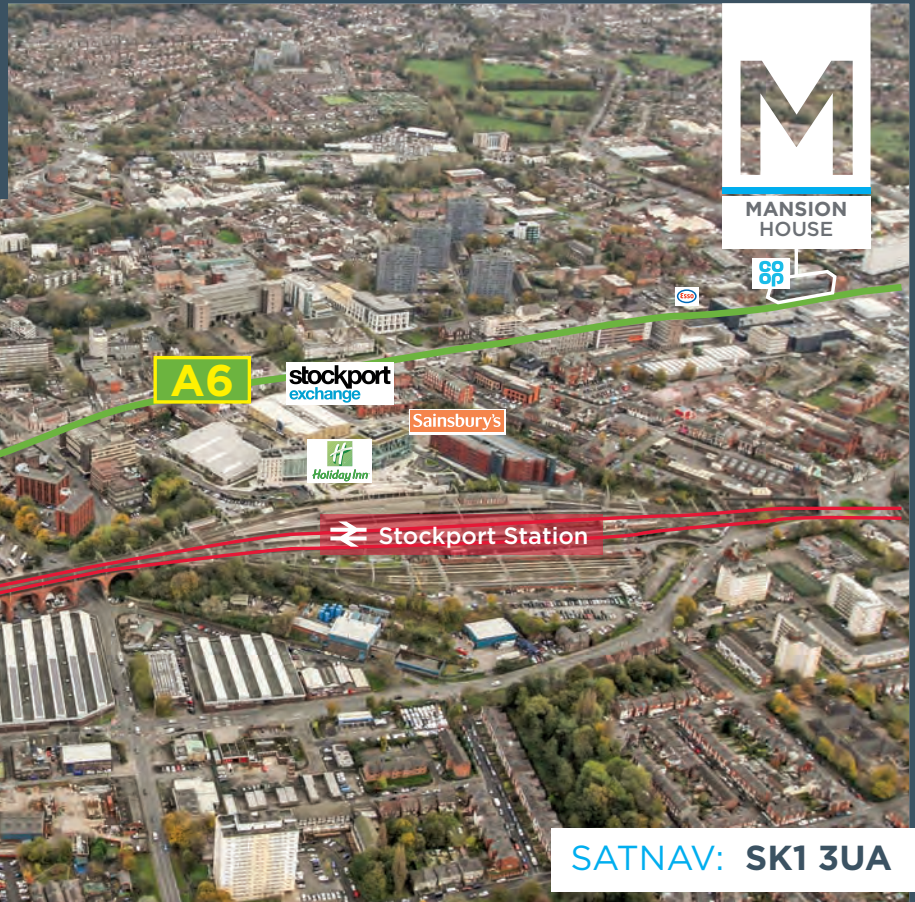 M
MANSION
HOUSE
co
op
Esso
A6
stockport
exchange
Sainsbury's
H
Holiday Inn
Stockport Station
SATNAV: SK1 3UA